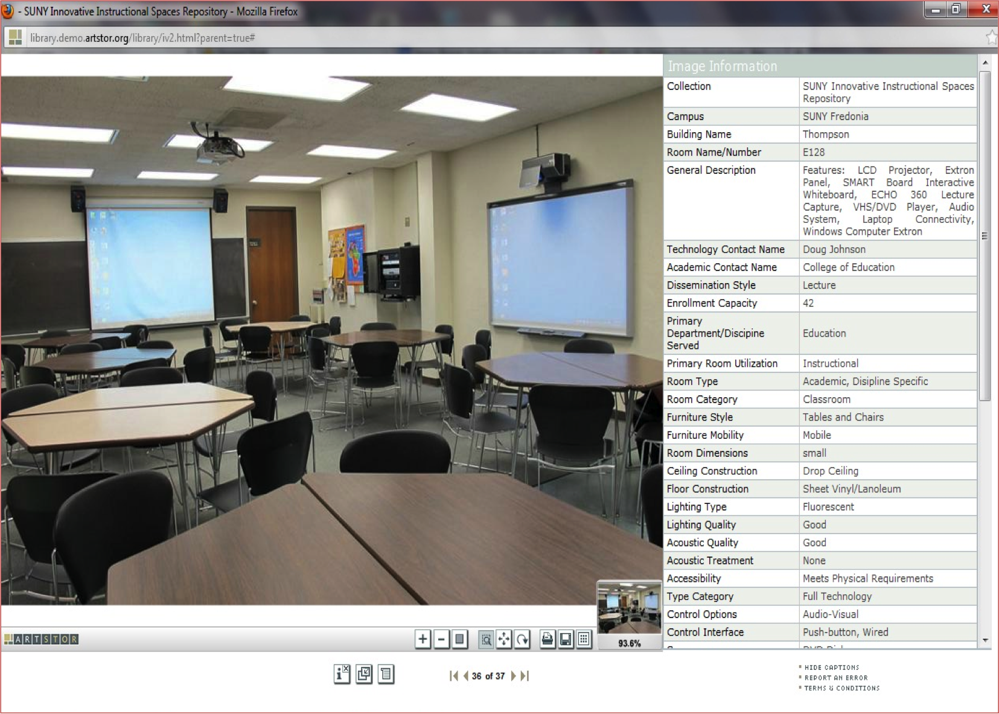 - SUNY Innovative Instructional Spaces Repository - Mozilla Firefox
library.demo.artstor.org/library/iv2.html?parent=true#
Image Information
Collection SUNY Innovative Instructional Spaces
Repository
Campus SUNY Fredonia
Building Name Thompson
Room Name/Number E128
General Description Features: LCD Projector, Extron
Panel, SMART Board Interactive
Whiteboard, ECHO 360 Lecture
Capture, VHS/DVD Player, Audio
System, Laptop Connectivity,
Windows Computer Extron
Technology Contact Name Doug Johnson
Academic Contact Name College of Education
Dissemination Style Lecture
Enrollment Capacity 42
Primary
Department/Discipine Education
Served
Primary Room Utilization Instructional
Room Type Academic, Disipline Specific
Room Category Classroom
Furniture Style Tables and Chairs
Furniture Mobility Mobile
Room Dimensions small
Ceiling Construction Drop Ceiling
Floor Construction Sheet Vinyl/Lanoleum
Lighting Type Fluorescent
Lighting Quality Good
Acoustic Quality Good
Acoustic Treatment None
Accessibility Meets Physical Requirements
Type Category Full Technology
Control Options Audio-Visual
Control Interface Push-button, Wired
ARTSTOR
93.6%
36 of 37
HIDE CAPTIONS
REPORT AN ERROR
TERMS & CONDITIONS